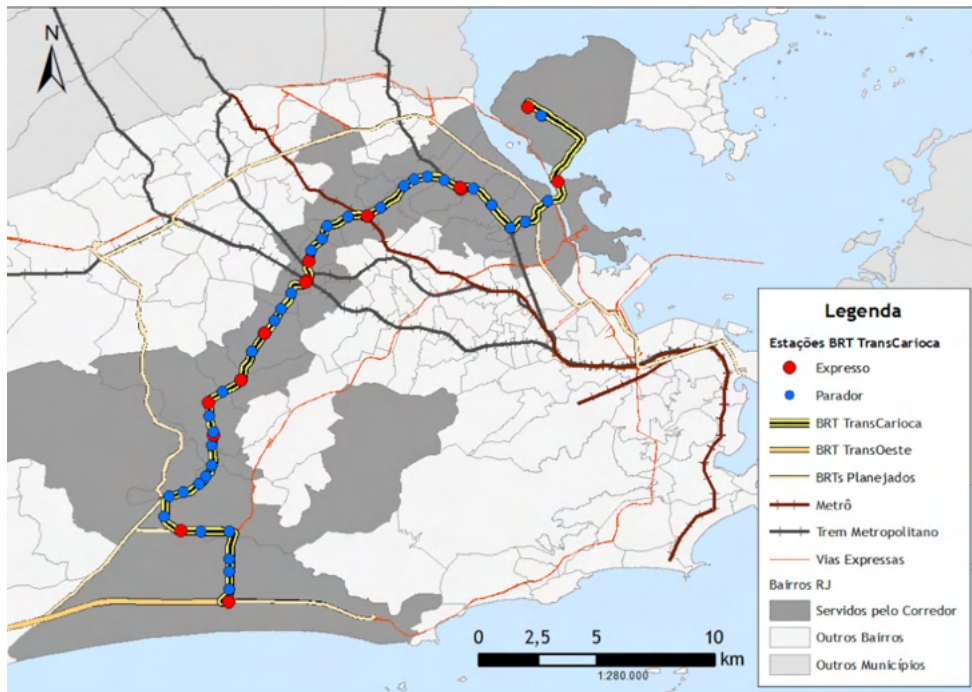 N
Legenda
Estações BRT TransCarioca
Expresso
Parador
BRT TransCarioca
BRT TransOeste
BRTs Planejados
Metrô
Trem Metropolitano
Vias Expressas
Bairros RJ
Servidos pelo Corredor
Outros Bairros
Outros Municípios
0 2,5 5 10
km
1:280.000